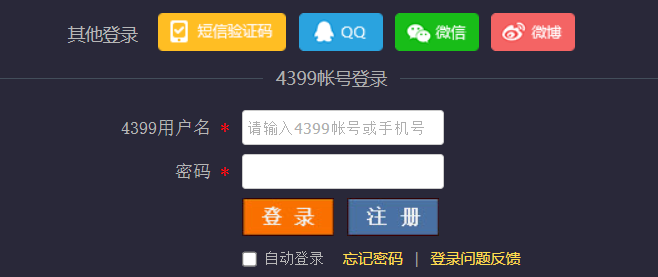 其他登录 短信验证码 QQ 微信 微博
4399帐号登录
4399用户名 * 请输入4399帐号或手机号
密码 *
登 录 注 册
自动登录 忘记密码 | 登录问题反馈